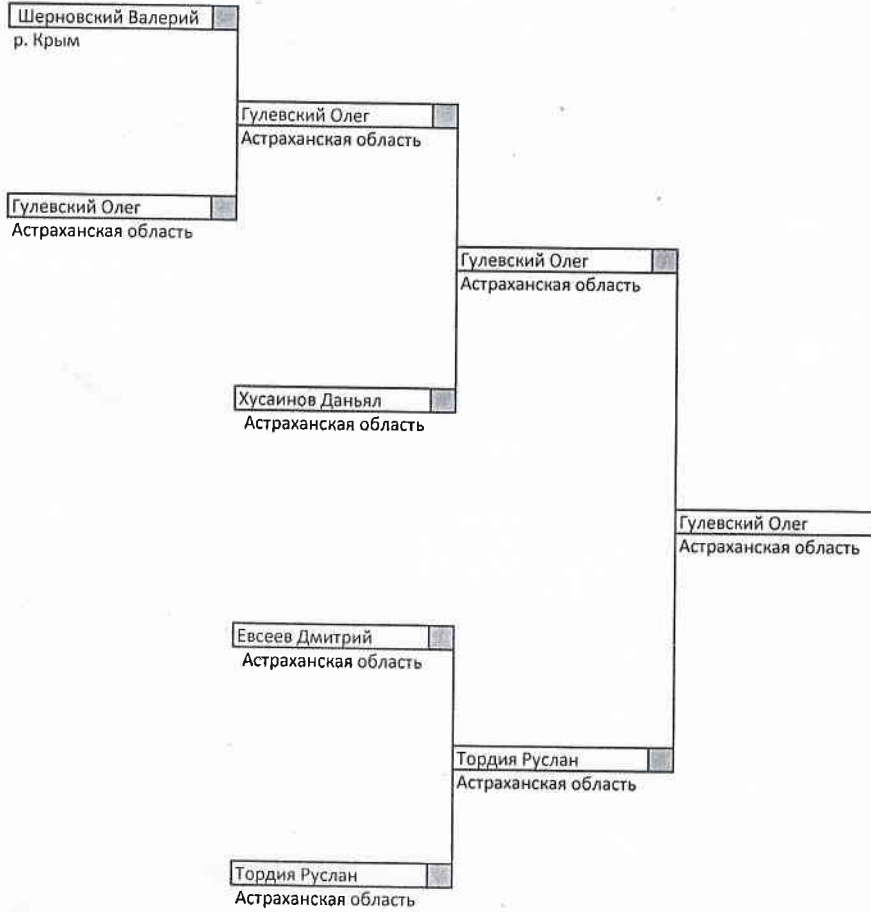 Шерновский Валерий
р. Крым
Гулевский Олег
Астраханская область
Гулевский Олег
Астраханская область
Гулевский Олег
Астраханская область
Хусаинов Даньял
Астраханская область
Гулевский Олег
Астраханская область
Евсеев Дмитрий
Астраханская область
Тордия Руслан
Астраханская область
Тордия Руслан
Астраханская область